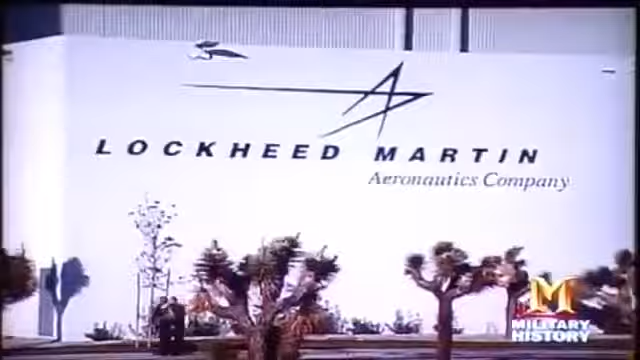 LOCKHEED MARTIN
Aeronautics Company
M
MILITARY
HISTORY